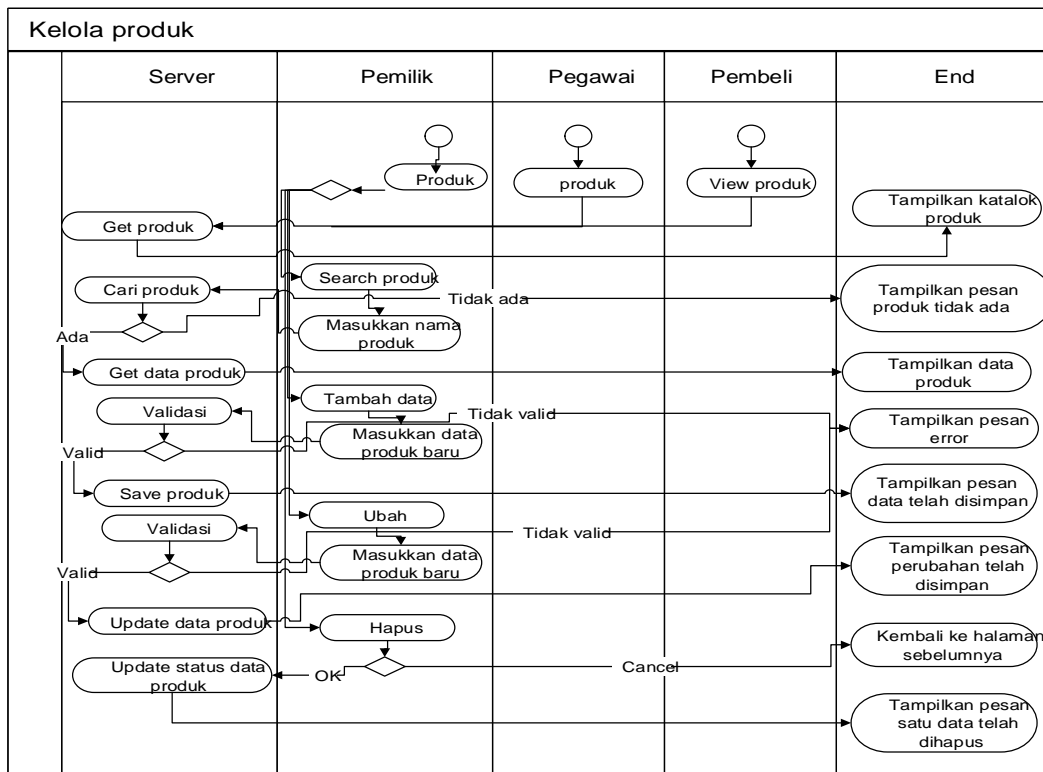 Kelola produk
Server
Pemilik
Pegawai
Pembeli
End
Produk
produk
View produk
Tampilkan katalok
produk
Get produk
Search produk
Cari produk
Tidak ada
Tampilkan pesan
produk tidak ada
Masukkan nama
produk
Ada
Get data produk
Tampilkan data
produk
Tambah data
Validasi
Tidak valid
Masukkan data
produk baru
Tampilkan pesan
error
Valid
Save produk
Tampilkan pesan
data telah disimpan
Ubah
Validasi
Tidak valid
Masukkan data
produk baru
Tampilkan pesan
perubahan telah
disimpan
Valid
Update data produk
Hapus
Kembali ke halaman
sebelumnya
Update status data
produk
OK
Cancel
Tampilkan pesan
satu data telah
dihapus